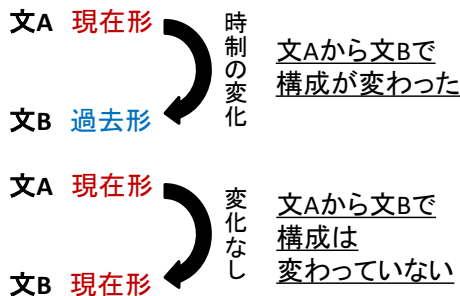 文A 現在形
時制の変化
文Aから文Bで
構成が変わった
文B 過去形
文A 現在形
変化なし
文Aから文Bで
構成は
変わっていない
文B 現在形